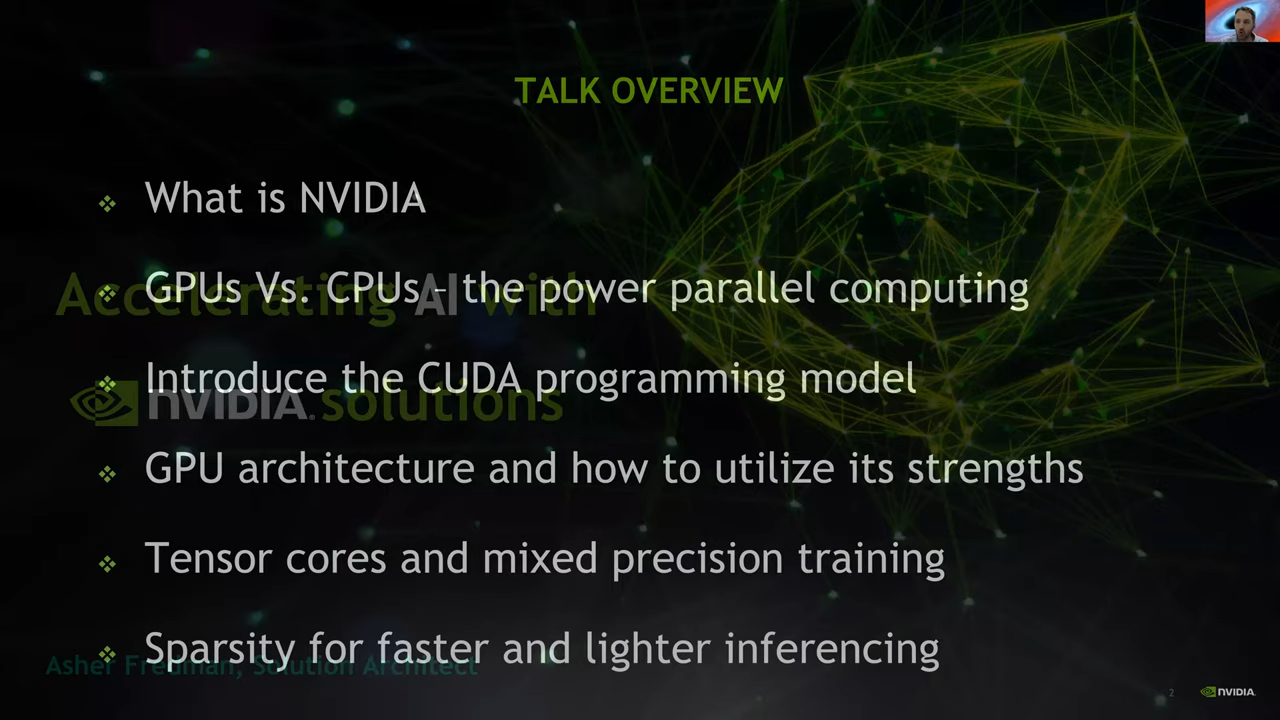 TALK OVERVIEW
What is NVIDIA
GPUs Vs. CPUs – the power parallel computing
Introduce the CUDA programming model
GPU architecture and how to utilize its strengths
Tensor cores and mixed precision training
Sparsity for faster and lighter inferencing
Accelerating AI with
NVIDIA. solutions
Asher Fredman, Solution Architect
2
NVIDIA.